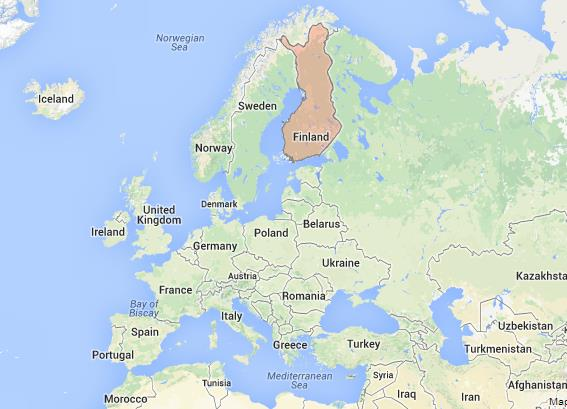 Norwegian
Sea
Iceland
Sweden
Finland
Norway
Denmark
United
Kingdom
Ireland
Belarus
Poland
Germany
Ukraine
Austria
Kazakhsta
France
Romania
Bay of
Biscay
Italy
Uzbekistan
Spain
Greece
Turkey
Turkmenistan
Portugal
Mediterranean
Sea
Syria
Tunisia
Afghanistan
Iraq
Iran
Morocco
Map